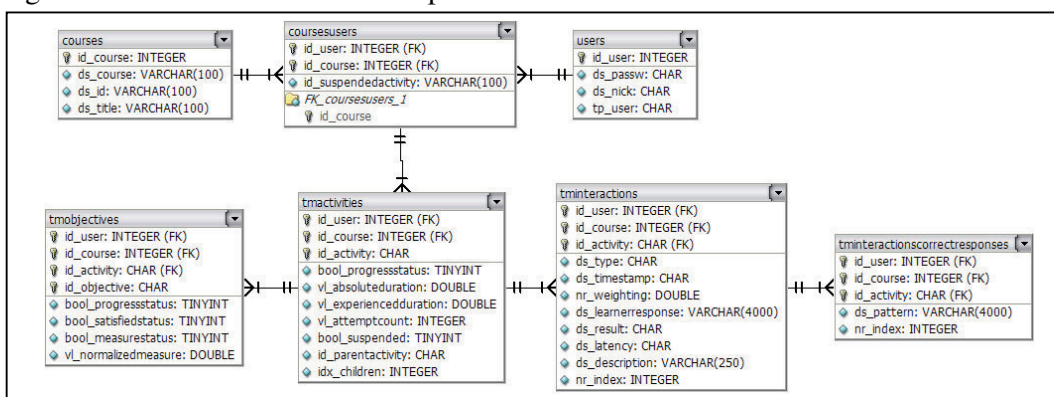 courses
id_course: INTEGER
ds_course: VARCHAR(100)
ds_id: VARCHAR(100)
ds_title: VARCHAR(100)
coursesusers
id_user: INTEGER (FK)
id_course: INTEGER (FK)
id_suspendedactivity: VARCHAR(100)
FK_coursesusers_1
id_course
users
id_user: INTEGER
ds_passw: CHAR
ds_nick: CHAR
tp_user: CHAR
tmobjectives
id_user: INTEGER (FK)
id_course: INTEGER (FK)
id_activity: CHAR (FK)
id_objective: CHAR
bool_progressstatus: TINYINT
bool_satisfiedstatus: TINYINT
bool_measurestatus: TINYINT
vl_normalizedmeasure: DOUBLE
tmactivities
id_user: INTEGER (FK)
id_course: INTEGER (FK)
id_activity: CHAR
bool_progressstatus: TINYINT
vl_absoluteduration: DOUBLE
vl_experiencedduration: DOUBLE
vl_attemptcount: INTEGER
bool_suspended: TINYINT
id_parentactivity: CHAR
idx_children: INTEGER
tminteractions
id_user: INTEGER (FK)
id_course: INTEGER (FK)
id_activity: CHAR (FK)
ds_type: CHAR
ds_timestamp: CHAR
nr_weighting: DOUBLE
ds_learnerresponse: VARCHAR(4000)
ds_result: CHAR
ds_latency: CHAR
ds_description: VARCHAR(250)
nr_index: INTEGER
tminteractionscorrectresponses
id_user: INTEGER (FK)
id_course: INTEGER (FK)
id_activity: CHAR (FK)
ds_pattern: VARCHAR(4000)
nr_index: INTEGER